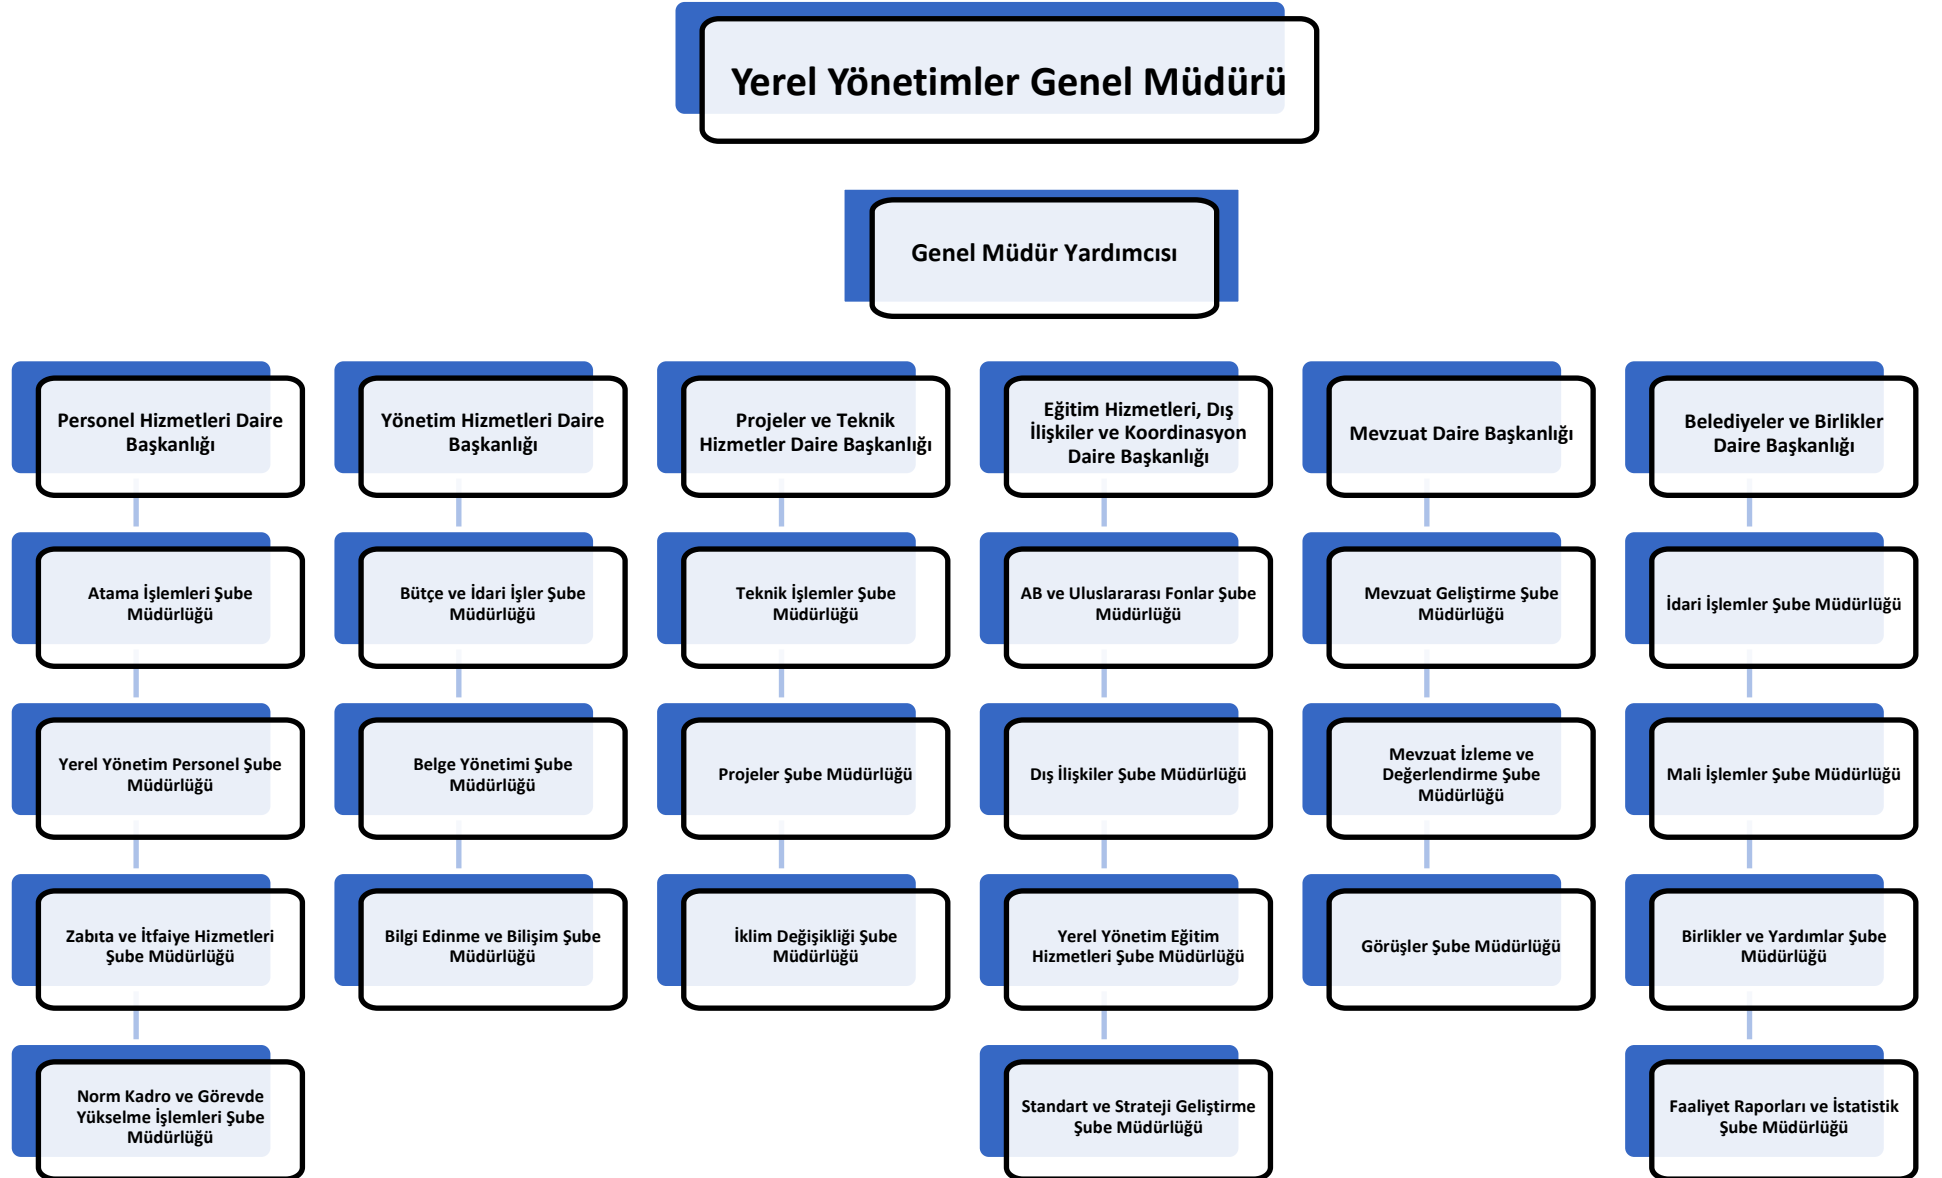 Yerel Yönetimler Genel Müdürü
Genel Müdür Yardımcısı
Personel Hizmetleri Daire
Başkanlığı
Yönetim Hizmetleri Daire
Başkanlığı
Projeler ve Teknik
Hizmetler Daire Başkanlığı
Eğitim Hizmetleri, Dış
İlişkiler ve Koordinasyon
Daire Başkanlığı
Mevzuat Daire Başkanlığı
Belediyeler ve Birlikler
Daire Başkanlığı
Atama İşlemleri Şube
Müdürlüğü
Bütçe ve İdari İşler Şube
Müdürlüğü
Teknik İşlemler Şube
Müdürlüğü
AB ve Uluslararası Fonlar Şube
Müdürlüğü
Mevzuat Geliştirme Şube
Müdürlüğü
İdari İşlemler Şube Müdürlüğü
Yerel Yönetim Personel Şube
Müdürlüğü
Belge Yönetimi Şube
Müdürlüğü
Projeler Şube Müdürlüğü
Dış İlişkiler Şube Müdürlüğü
Mevzuat İzleme ve
Değerlendirme Şube
Müdürlüğü
Mali İşlemler Şube Müdürlüğü
Zabıta ve İtfaiye Hizmetleri
Şube Müdürlüğü
Bilgi Edinme ve Bilişim Şube
Müdürlüğü
İklim Değişikliği Şube
Müdürlüğü
Yerel Yönetim Eğitim
Hizmetleri Şube Müdürlüğü
Görüşler Şube Müdürlüğü
Birlikler ve Yardımlar Şube
Müdürlüğü
Norm Kadro ve Görevde
Yükselme İşlemleri Şube
Müdürlüğü
Standart ve Strateji Geliştirme
Şube Müdürlüğü
Faaliyet Raporları ve İstatistik
Şube Müdürlüğü